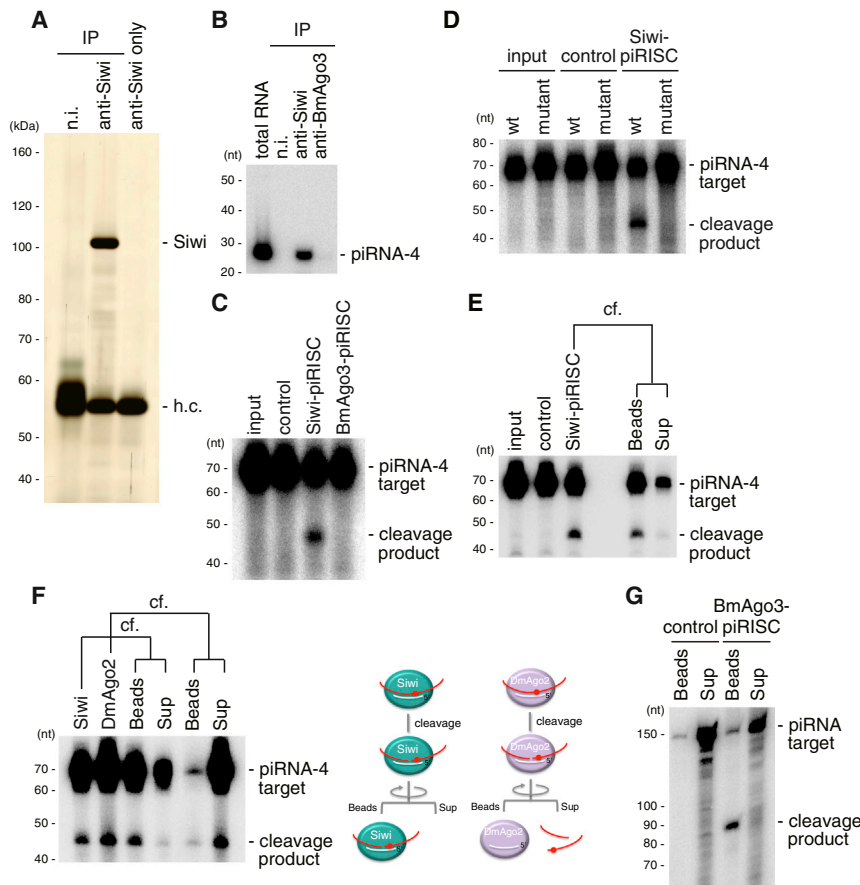 A
IP
n.i.
anti-Siwi
anti-Siwi only
(kDa)
160 -
120 -
100 -
80 -
70 -
60 -
50 -
40 -
- Siwi
- h.c.
B
IP
total RNA
n.i.
anti-Siwi
anti-BmAgo3
(nt)
50 -
40 -
30 -
20 -
- piRNA-4
C
input
control
Siwi-piRISC
BmAgo3-piRISC
(nt)
70 -
60 -
50 -
40 -
- piRNA-4
target
- cleavage
product
D
input
control
Siwi-
piRISC
wt
mutant
wt
mutant
wt
mutant
(nt)
80 -
70 -
60 -
50 -
40 -
- piRNA-4
target
- cleavage
product
E
cf.
input
control
Siwi-piRISC
Beads
Sup
(nt)
70 -
60 -
50 -
40 -
- piRNA-4
target
- cleavage
product
F
cf.
cf.
Siwi
DmAgo2
Beads
Sup
Beads
Sup
(nt)
70 -
60 -
50 -
40 -
- piRNA-4
target
- cleavage
product
Siwi
5'
cleavage
Siwi
5'
Beads
Sup
Siwi
5'
DmAgo2
5'
cleavage
DmAgo2
5'
Beads
Sup
DmAgo2
5'
G
control
BmAgo3-
piRISC
Beads
Sup
Beads
Sup
(nt)
150 -
100 -
90 -
80 -
70 -
- piRNA
target
- cleavage
product